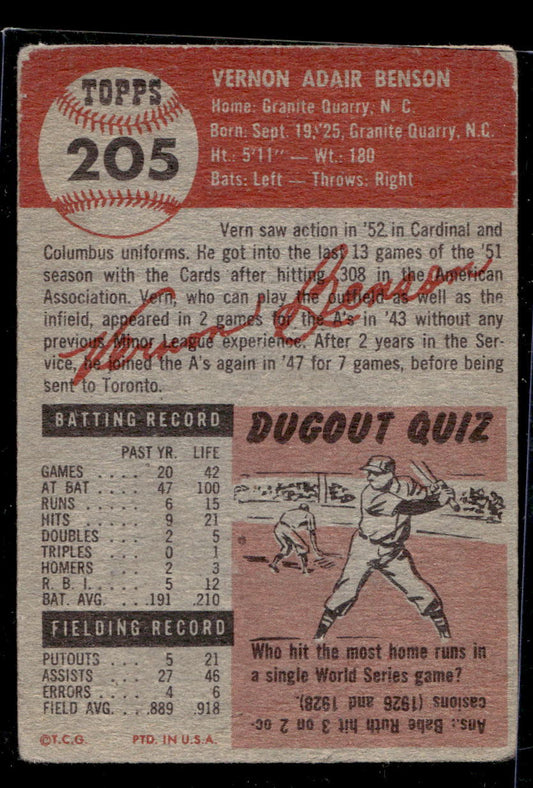 TOPPS
205
VERNON ADAIR BENSON
Home: Granite Quarry, N. C.
Born: Sept. 19, '25, Granite Quarry, N.C.
Ht.: 5'11" — Wt.: 180
Bats: Left — Throws: Right
Vern saw action in '52 in Cardinal and
Columbus uniforms. He got into the last 13 games of the '51
season with the Cards after hitting .308 in the American
Association. Vern, who can play the outfield as well as the
infield, appeared in 2 games for the A's in '43 without any
previous Minor League experience. After 2 years in the Ser-
vice, he joined the A's again in '47 for 7 games, before being
sent to Toronto.
Vernon Benson
BATTING RECORD
PAST YR. LIFE
GAMES .... 20 42
AT BAT .... 47 100
RUNS .... 6 15
HITS .... 9 21
DOUBLES .. 2 5
TRIPLES ... 0 1
HOMERS .. 2 3
R. B. I. .... 5 12
BAT. AVG. . .191 .210
FIELDING RECORD
PUTOUTS ... 5 21
ASSISTS ... 27 46
ERRORS .... 4 6
FIELD AVG. . .889 .918
©T.C.G. PTD. IN U.S.A.
DUGOUT QUIZ
Who hit the most home runs in
a single World Series game?
Ans.: Babe Ruth hit 3 on 2 oc-
casions (1926 and 1928).